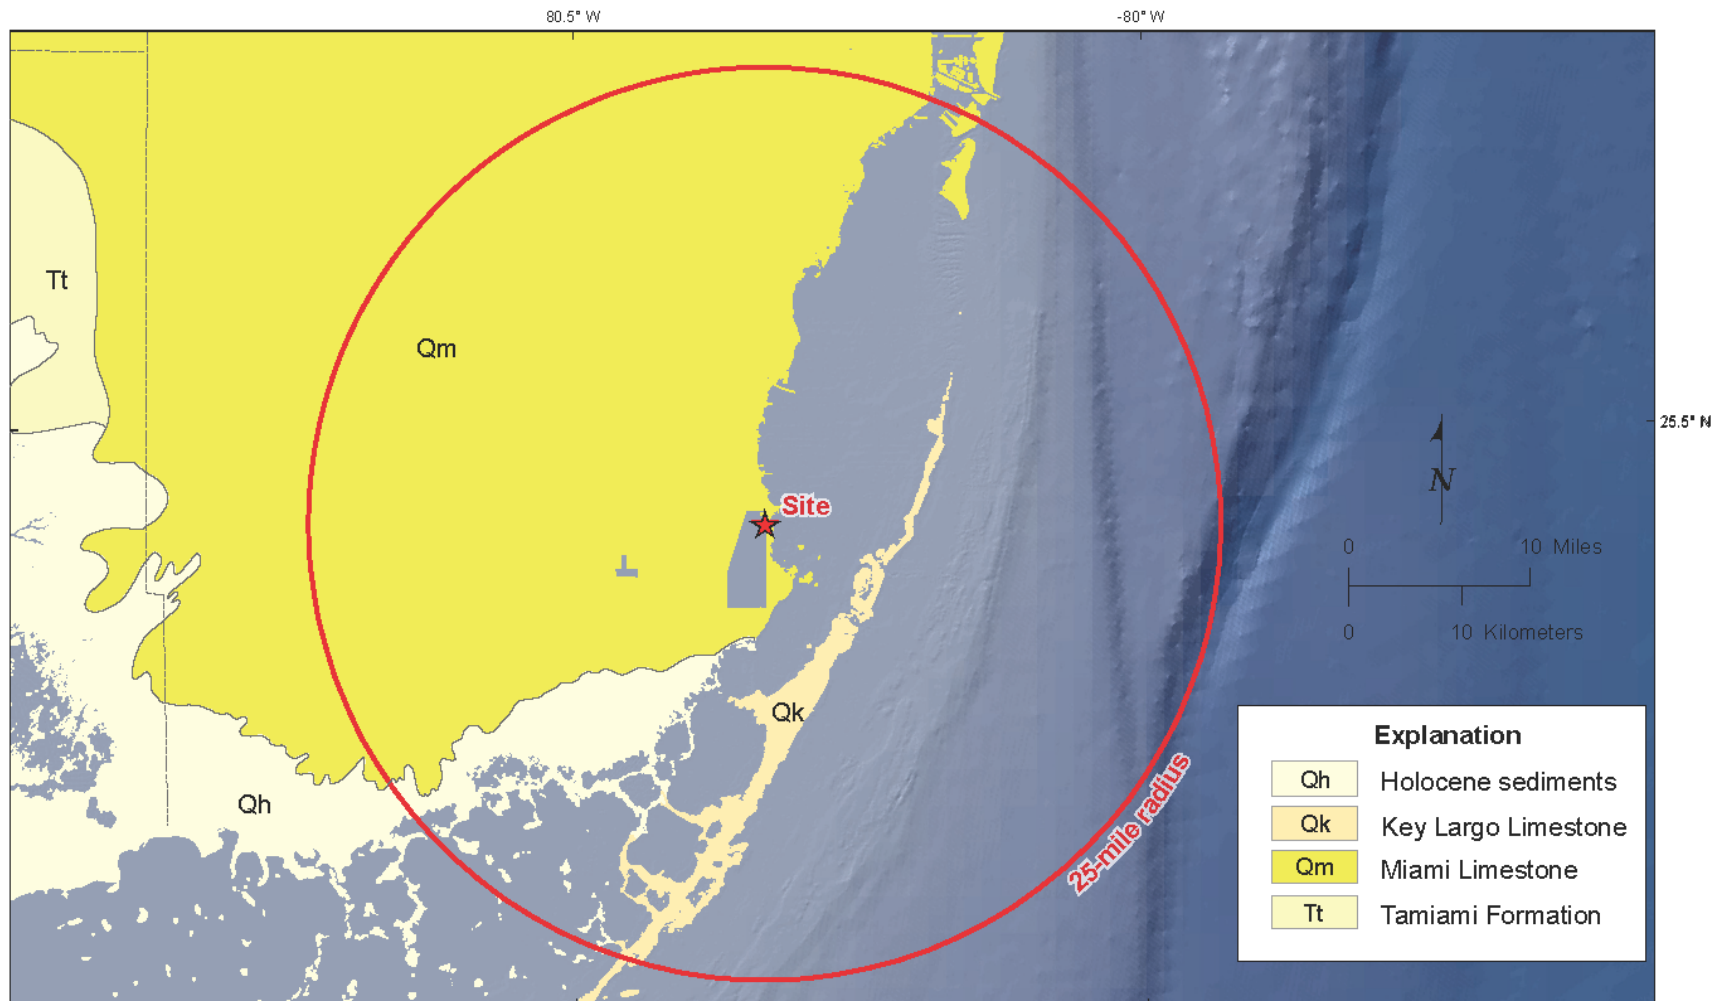 80.5° W
-80° W
Tt
Qm
25.5° N
N
Site
0
10 Miles
0
10 Kilometers
Qk
25-mile radius
Qh
Explanation
Qh Holocene sediments
Qk Key Largo Limestone
Qm Miami Limestone
Tt Tamiami Formation